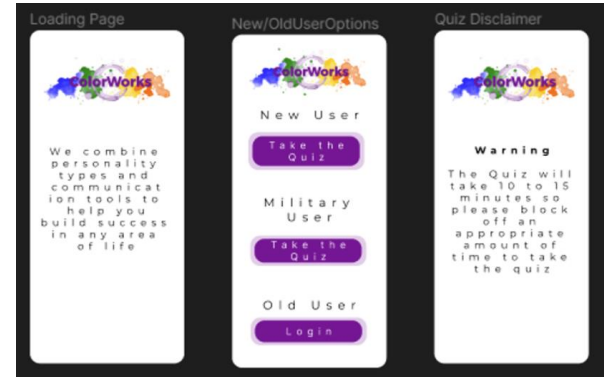 Loading Page
ColorWorks
We combine
personality
types and
communicat
ion tools to
help you
build success
in any area
of life
New/OldUserOptions
ColorWorks
New User
Take the
Quiz
Military
User
Take the
Quiz
Old User
Login
Quiz Disclaimer
ColorWorks
Warning
The Quiz will
take 10 to 15
minutes so
please block
off an
appropriate
amount of
time to take
the quiz